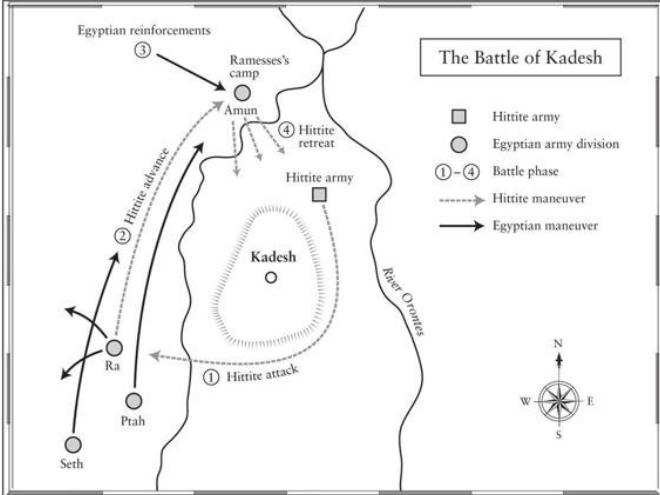 Egyptian reinforcements
③
Ramesses's
camp
Amun
④ Hittite
retreat
Hittite army
② Hittite advance
Kadesh
River Orontes
Ra
① Hittite attack
Ptah
Seth
The Battle of Kadesh
Hittite army
Egyptian army division
①–④ Battle phase
Hittite maneuver
Egyptian maneuver
N
W E
S